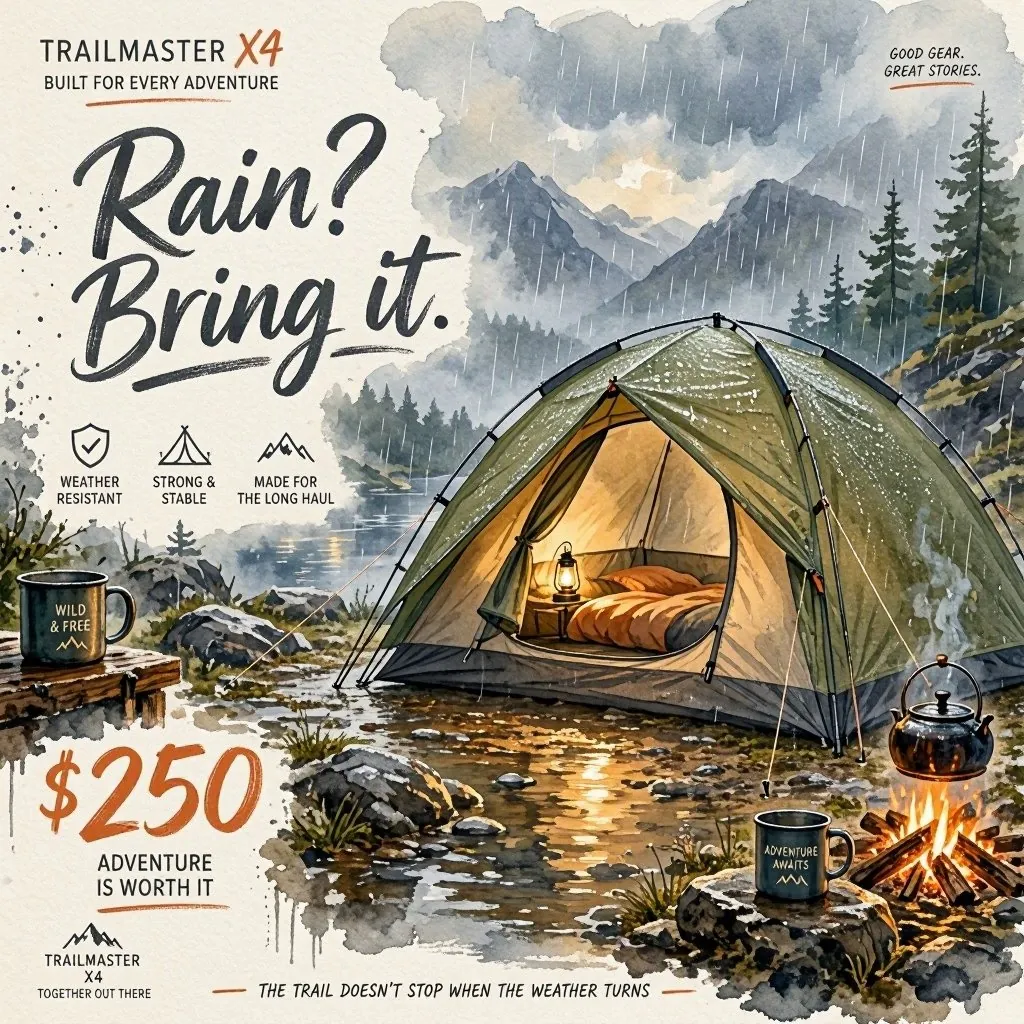 TRAILMASTER X4
BUILT FOR EVERY ADVENTURE
GOOD GEAR.
GREAT STORIES.
Rain?
Bring it.
WEATHER
RESISTANT
STRONG &
STABLE
MADE FOR
THE LONG HAUL
WILD
& FREE
$250
ADVENTURE
IS WORTH IT
ADVENTURE
AWAITS
TRAILMASTER
X4
TOGETHER OUT THERE
THE TRAIL DOESN'T STOP WHEN THE WEATHER TURNS